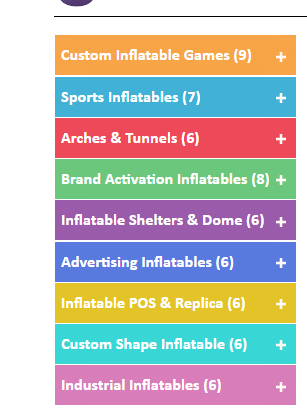 Custom Inflatable Games (9) +
Sports Inflatables (7) +
Arches & Tunnels (6) +
Brand Activation Inflatables (8) +
Inflatable Shelters & Dome (6) +
Advertising Inflatables (6) +
Inflatable POS & Replica (6) +
Custom Shape Inflatable (6) +
Industrial Inflatables (6) +